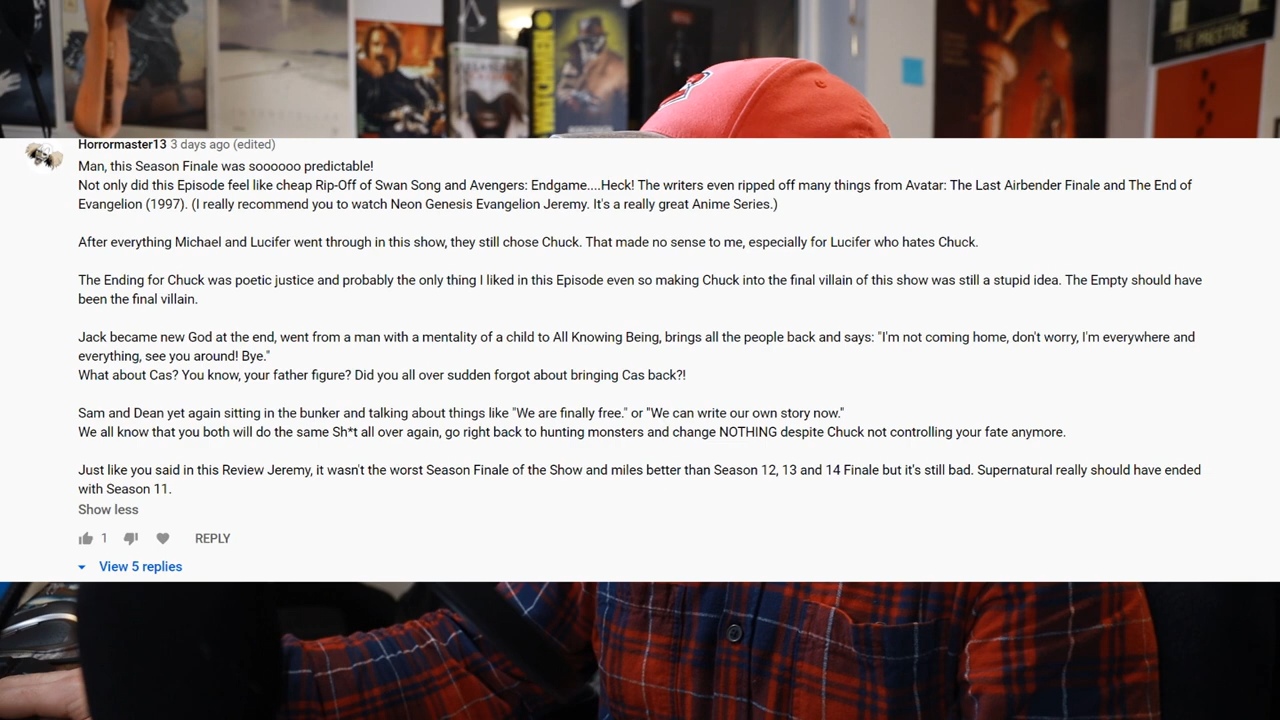 THE PRESTIGE
Horrormaster13 3 days ago (edited)
Man, this Season Finale was soooooo predictable!
Not only did this Episode feel like cheap Rip-Off of Swan Song and Avengers: Endgame....Heck! The writers even ripped off many things from Avatar: The Last Airbender Finale and The End of
Evangelion (1997). (I really recommend you to watch Neon Genesis Evangelion Jeremy. It's a really great Anime Series.)
After everything Michael and Lucifer went through in this show, they still chose Chuck. That made no sense to me, especially for Lucifer who hates Chuck.
The Ending for Chuck was poetic justice and probably the only thing I liked in this Episode even so making Chuck into the final villain of this show was still a stupid idea. The Empty should have
been the final villain.
Jack became new God at the end, went from a man with a mentality of a child to All Knowing Being, brings all the people back and says: "I'm not coming home, don't worry, I'm everywhere and
everything, see you around! Bye."
What about Cas? You know, your father figure? Did you all over sudden forgot about bringing Cas back?!
Sam and Dean yet again sitting in the bunker and talking about things like "We are finally free." or "We can write our own story now."
We all know that you both will do the same Sh*t all over again, go right back to hunting monsters and change NOTHING despite Chuck not controlling your fate anymore.
Just like you said in this Review Jeremy, it wasn't the worst Season Finale of the Show and miles better than Season 12, 13 and 14 Finale but it's still bad. Supernatural really should have ended
with Season 11.
Show less
1 REPLY
View 5 replies